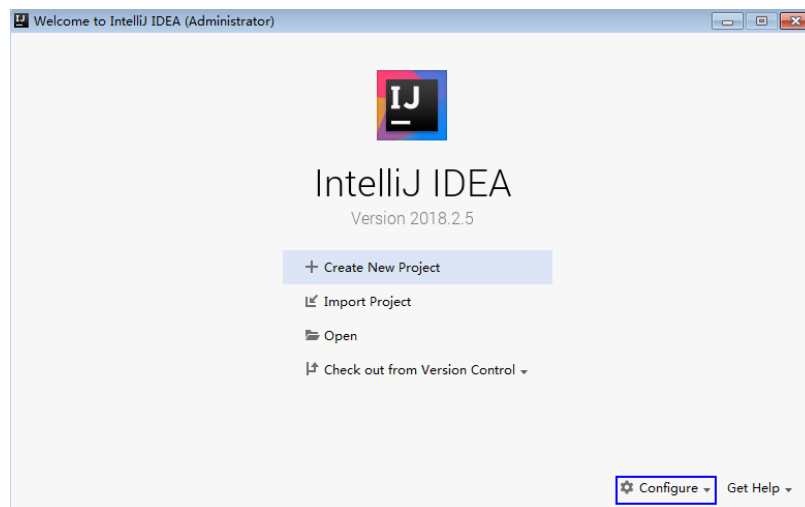 Welcome to IntelliJ IDEA (Administrator)
IJ
IntelliJ IDEA
Version 2018.2.5
Create New Project
Import Project
Open
Check out from Version Control
Configure Get Help